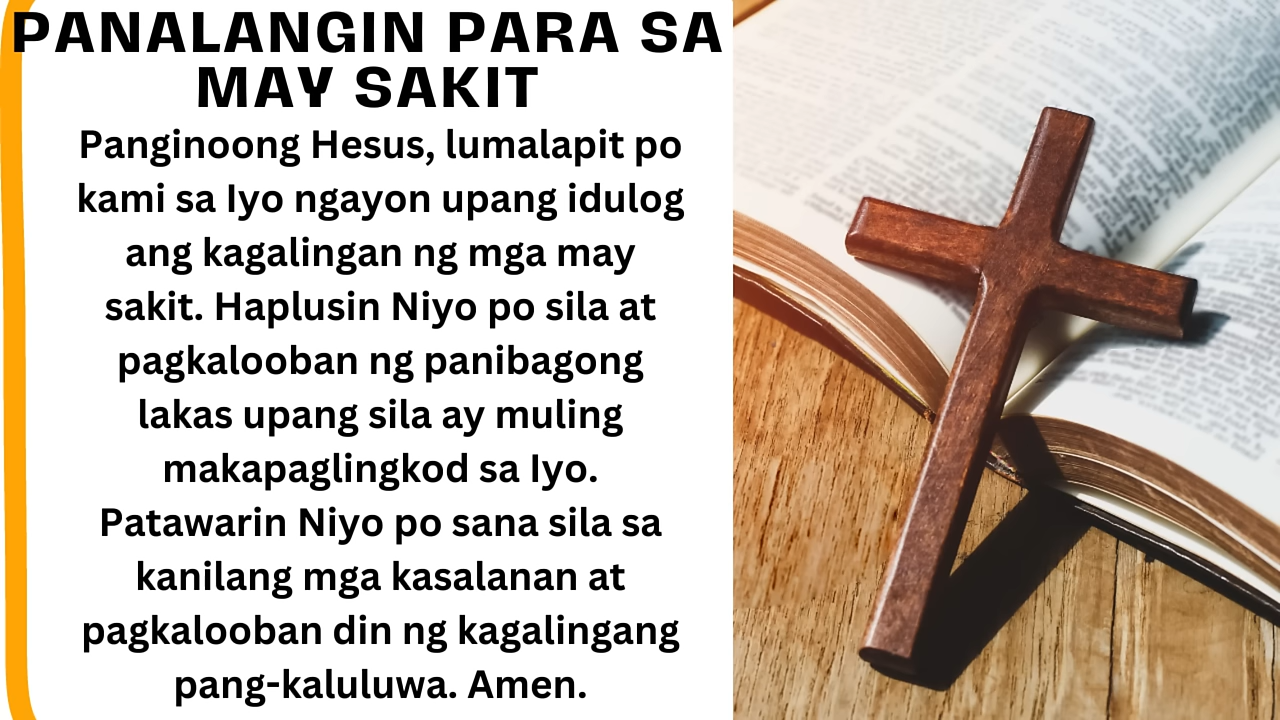 PANALANGIN PARA SA
MAY SAKIT
Panginoong Hesus, lumalapit po
kami sa Iyo ngayon upang idulog
ang kagalingan ng mga may
sakit. Haplusin Niyo po sila at
pagkalooban ng panibagong
lakas upang sila ay muling
makapaglingkod sa Iyo.
Patawarin Niyo po sana sila sa
kanilang mga kasalanan at
pagkalooban din ng kagalingang
pang-kaluluwa. Amen.